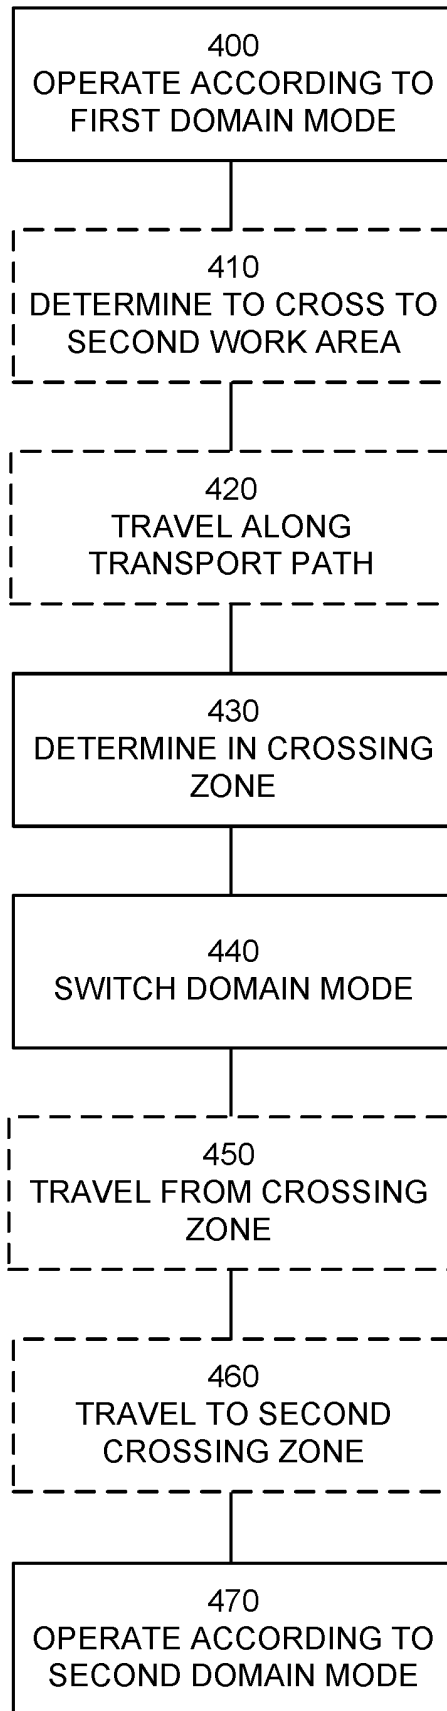 400
OPERATE ACCORDING TO
FIRST DOMAIN MODE
410
DETERMINE TO CROSS TO
SECOND WORK AREA
420
TRAVEL ALONG
TRANSPORT PATH
430
DETERMINE IN CROSSING
ZONE
440
SWITCH DOMAIN MODE
450
TRAVEL FROM CROSSING
ZONE
460
TRAVEL TO SECOND
CROSSING ZONE
470
OPERATE ACCORDING TO
SECOND DOMAIN MODE